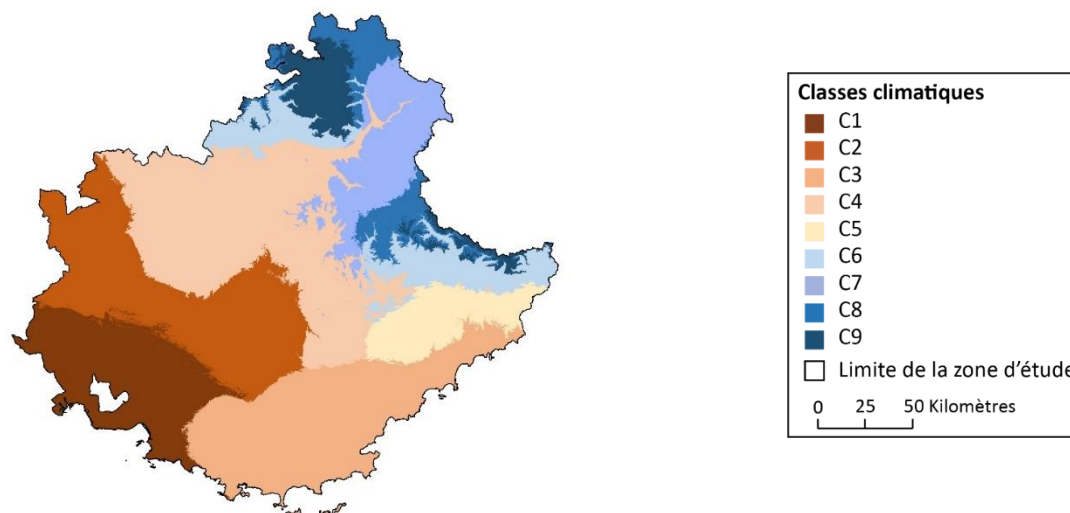 Classes climatiques
C1
C2
C3
C4
C5
C6
C7
C8
C9
Limite de la zone d'étude
0 25 50 Kilomètres